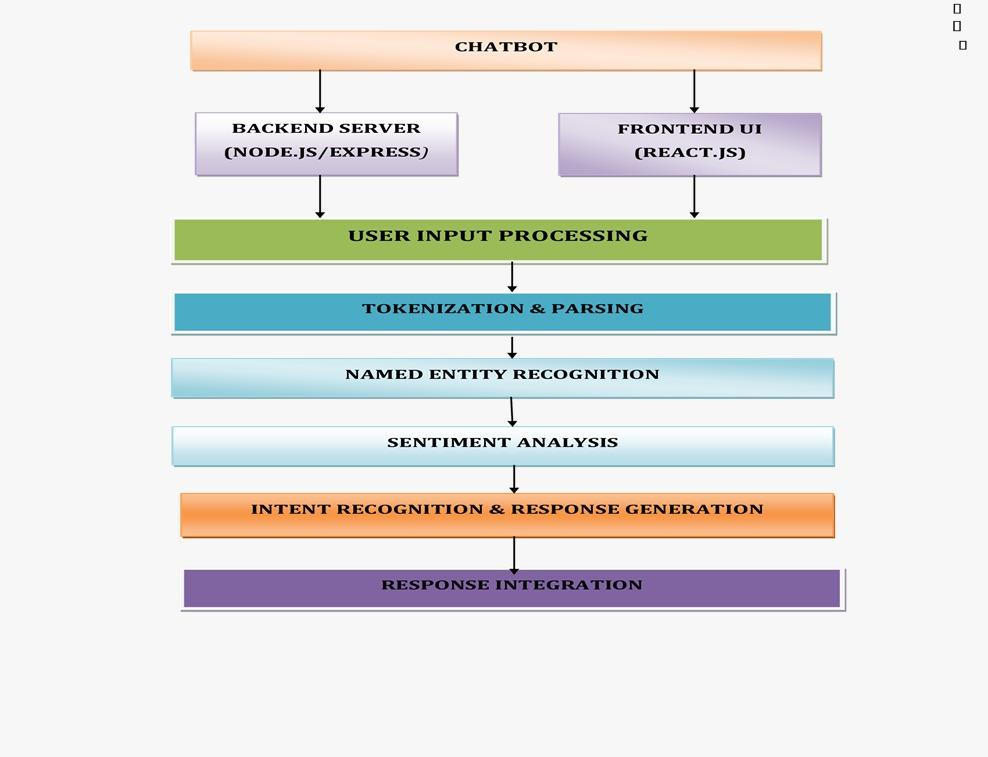 CHATBOT
BACKEND SERVER
(NODE.JS/EXPRESS)
FRONTEND UI
(REACT.JS)
USER INPUT PROCESSING
TOKENIZATION & PARSING
NAMED ENTITY RECOGNITION
SENTIMENT ANALYSIS
INTENT RECOGNITION & RESPONSE GENERATION
RESPONSE INTEGRATION